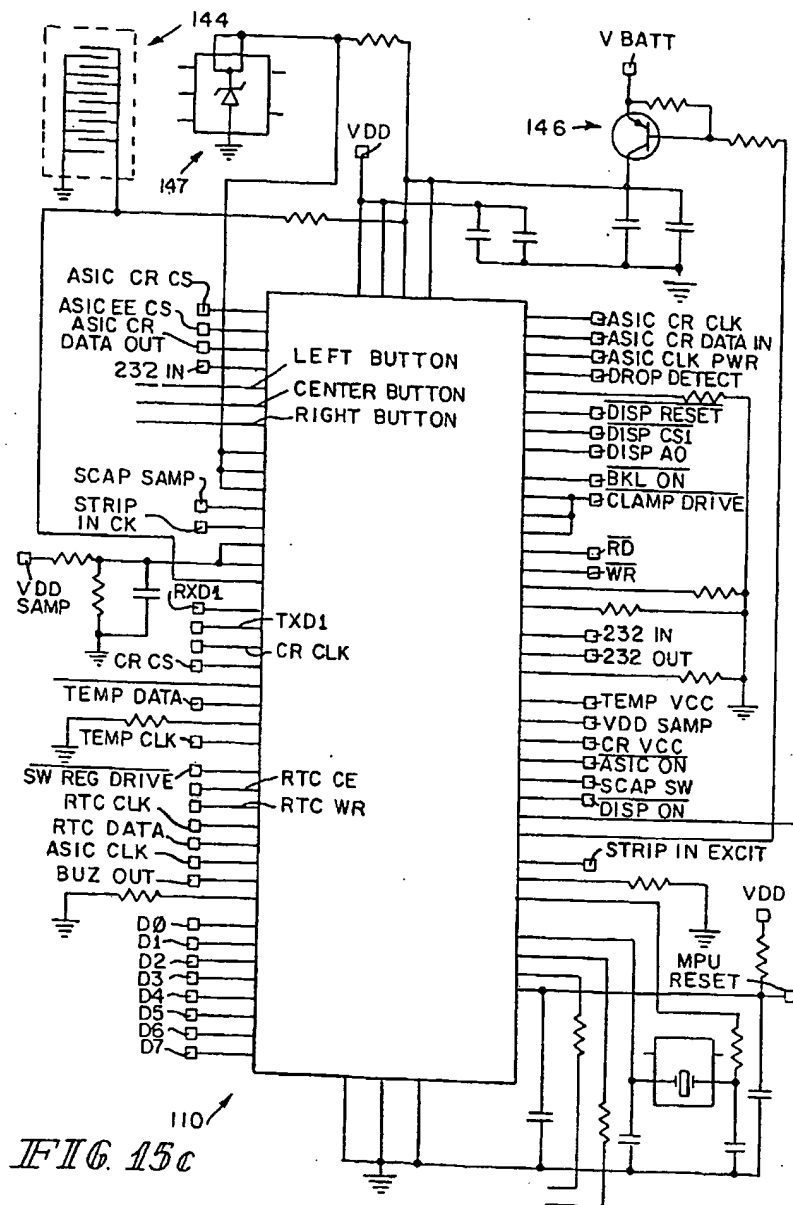 144
V BATT
146
VDD
147
ASIC CR CS
ASIC EE CS
ASIC CR
DATA OUT
232 IN
LEFT BUTTON
CENTER BUTTON
RIGHT BUTTON
SCAP SAMP
STRIP
IN CK
VDD
SAMP
RXD1
TXD1
CR CLK
CR CS
TEMP DATA
TEMP CLK
SW REG DRIVE
RTC CE
RTC WR
RTC CLK
RTC DATA
ASIC CLK
BUZ OUT
DØ
D1
D2
D3
D4
D5
D6
D7
ASIC CR CLK
ASIC CR DATA IN
ASIC CLK PWR
DROP DETECT
DISP RESET
DISP CS1
DISP AO
BKL ON
CLAMP DRIVE
RD
WR
232 IN
232 OUT
TEMP VCC
VDD SAMP
CR VCC
ASIC ON
SCAP SW
DISP ON
STRIP IN EXCIT
VDD
MPU
RESET
110
FIG. 15c